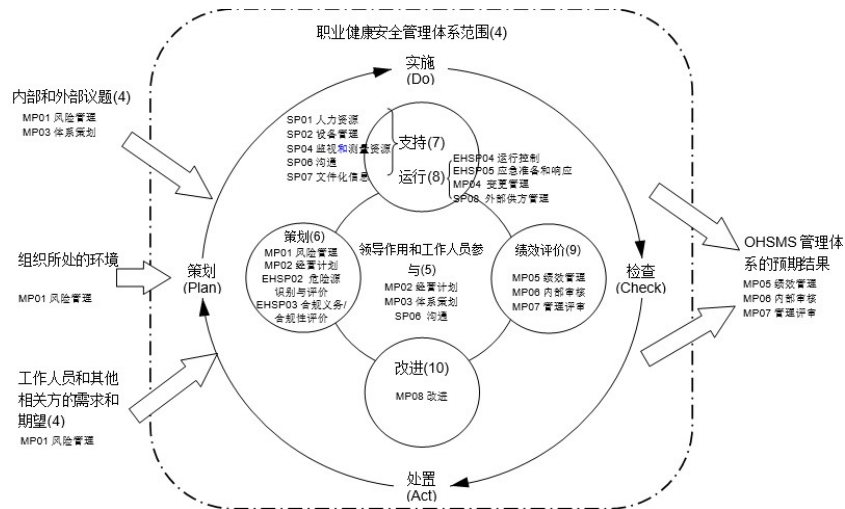 职业健康安全管理体系范围(4)
实施
(Do)
内部和外部议题(4)
MP01 风险管理
MP03 体系策划
SP01 人力资源
SP02 设备管理
SP04 监视和测量资源
SP06 沟通
SP07 文件化信息
支持(7)
运行(8)
EHSP04 运行控制
EHSP05 应急准备和响应
MP04 变更管理
SP08 外部供方管理
组织所处的环境
MP01 风险管理
策划
(Plan)
策划(6)
MP01 风险管理
MP02 经营计划
EHSP02 危险源
识别与评价
EHSP03 合规义务/
合规性评价
领导作用和工作人员参
与(5)
MP02 经营计划
MP03 体系策划
SP06 沟通
绩效评价(9)
MP05 绩效管理
MP06 内部审核
MP07 管理评审
检查
(Check)
OHSMS 管理体
系的预期结果
MP05 绩效管理
MP06 内部审核
MP07 管理评审
工作人员和其他
相关方的需求和
期望(4)
MP01 风险管理
改进(10)
MP08 改进
处置
(Act)